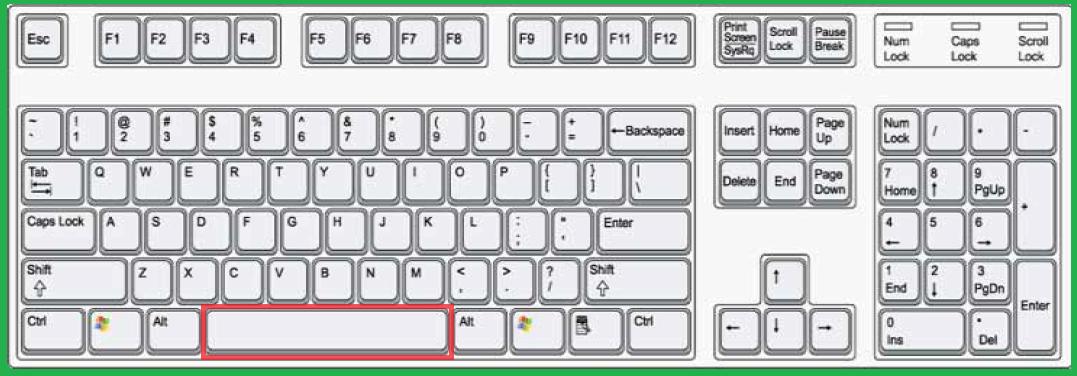 Esc F1 F2 F3 F4 F5 F6 F7 F8 F9 F10 F11 F12
Print
Screen
SysRq
Scroll
Lock
Pause
Break
Num
Lock
Caps
Lock
Scroll
Lock
~ ! @ # $ % ^ & * ( ) _ +
` 1 2 3 4 5 6 7 8 9 0 - =
←Backspace
Insert Home Page
Up
Num
Lock
/ * -
Tab Q W E R T Y U I O P { } |
[ ] \
Delete End Page
Down
7 8 9
Home ↑ PgUp
+
Caps Lock A S D F G H J K L : " Enter
; '
4 5 6
← →
Shift Z X C V B N M < > ? Shift
⇧ , . / ⇧
↑
1 2 3
End ↓ PgDn
Enter
Ctrl Alt Alt Ctrl
← ↓ →
0 .
Ins Del